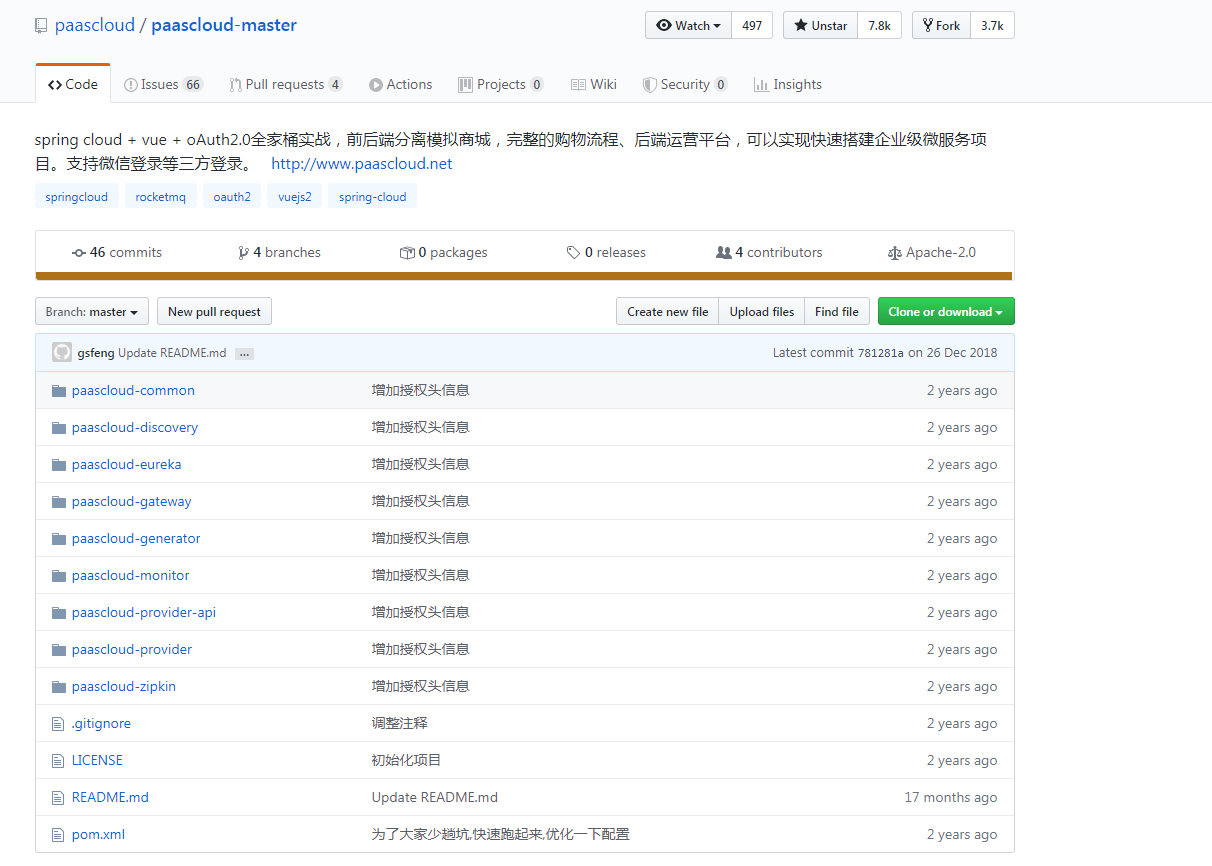 paascloud / paascloud-master Watch 497 Unstar 7.8k Fork 3.7k
Code Issues 66 Pull requests 4 Actions Projects 0 Wiki Security 0 Insights
spring cloud + vue + oAuth2.0全家桶实战，前后端分离模拟商城，完整的购物流程、后端运营平台，可以实现快速搭建企业级微服务项
目。支持微信登录等三方登录。 http://www.paascloud.net
springcloud rocketmq oauth2 vuejs2 spring-cloud
46 commits 4 branches 0 packages 0 releases 4 contributors Apache-2.0
Branch: master New pull request Create new file Upload files Find file Clone or download
gsfeng Update README.md ... Latest commit 781281a on 26 Dec 2018
paascloud-common 增加授权头信息 2 years ago
paascloud-discovery 增加授权头信息 2 years ago
paascloud-eureka 增加授权头信息 2 years ago
paascloud-gateway 增加授权头信息 2 years ago
paascloud-generator 增加授权头信息 2 years ago
paascloud-monitor 增加授权头信息 2 years ago
paascloud-provider-api 增加授权头信息 2 years ago
paascloud-provider 增加授权头信息 2 years ago
paascloud-zipkin 增加授权头信息 2 years ago
.gitignore 调整注释 2 years ago
LICENSE 初始化项目 2 years ago
README.md Update README.md 17 months ago
pom.xml 为了大家少趟坑,快速跑起来,优化一下配置 2 years ago